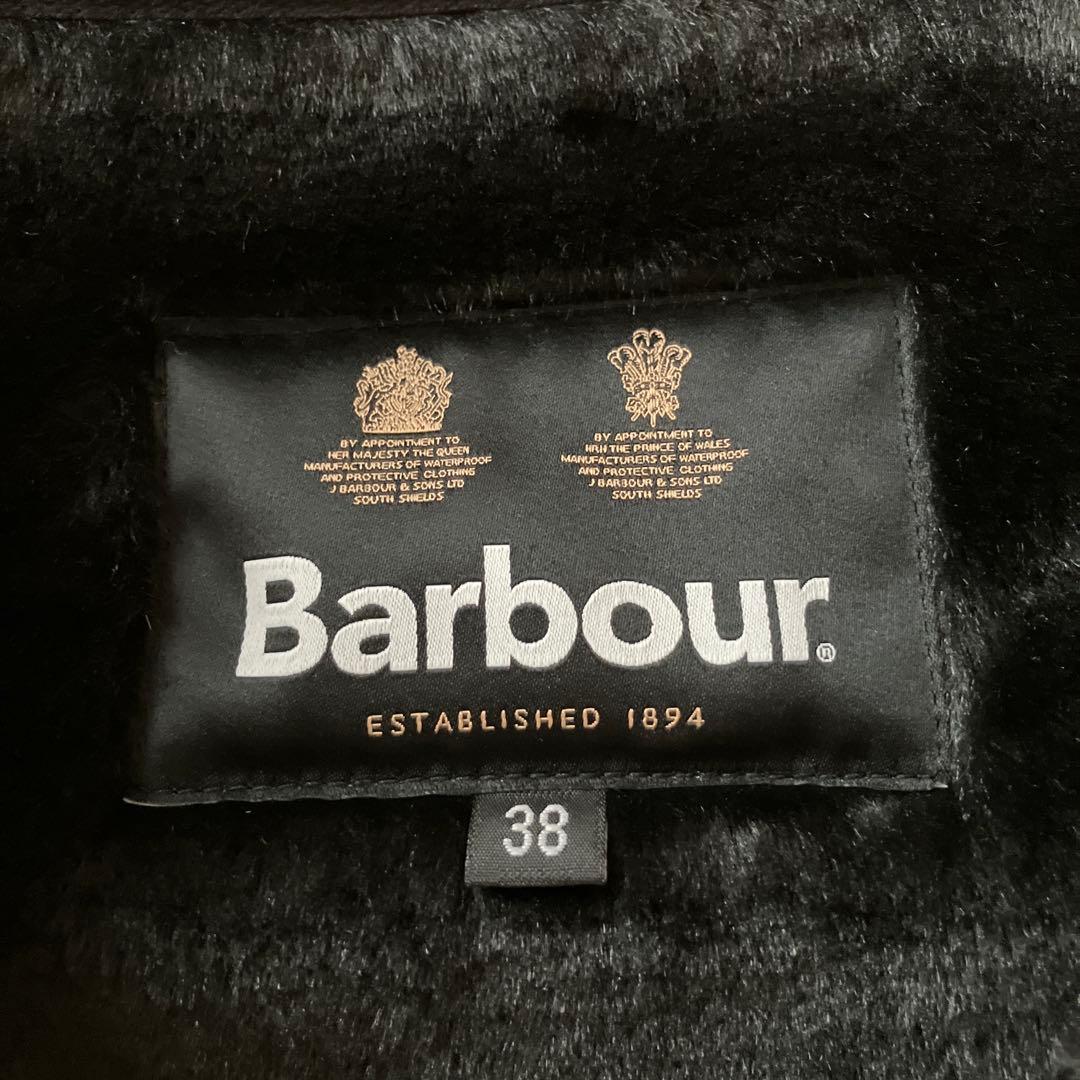 BY APPOINTMENT TO
HER MAJESTY THE QUEEN
MANUFACTURERS OF WATERPROOF
AND PROTECTIVE CLOTHING
J BARBOUR & SONS LTD
SOUTH SHIELDS
BY APPOINTMENT TO
HRH THE PRINCE OF WALES
MANUFACTURERS OF WATERPROOF
AND PROTECTIVE CLOTHING
J BARBOUR & SONS LTD
SOUTH SHIELDS
Barbour.®
ESTABLISHED 1894
38